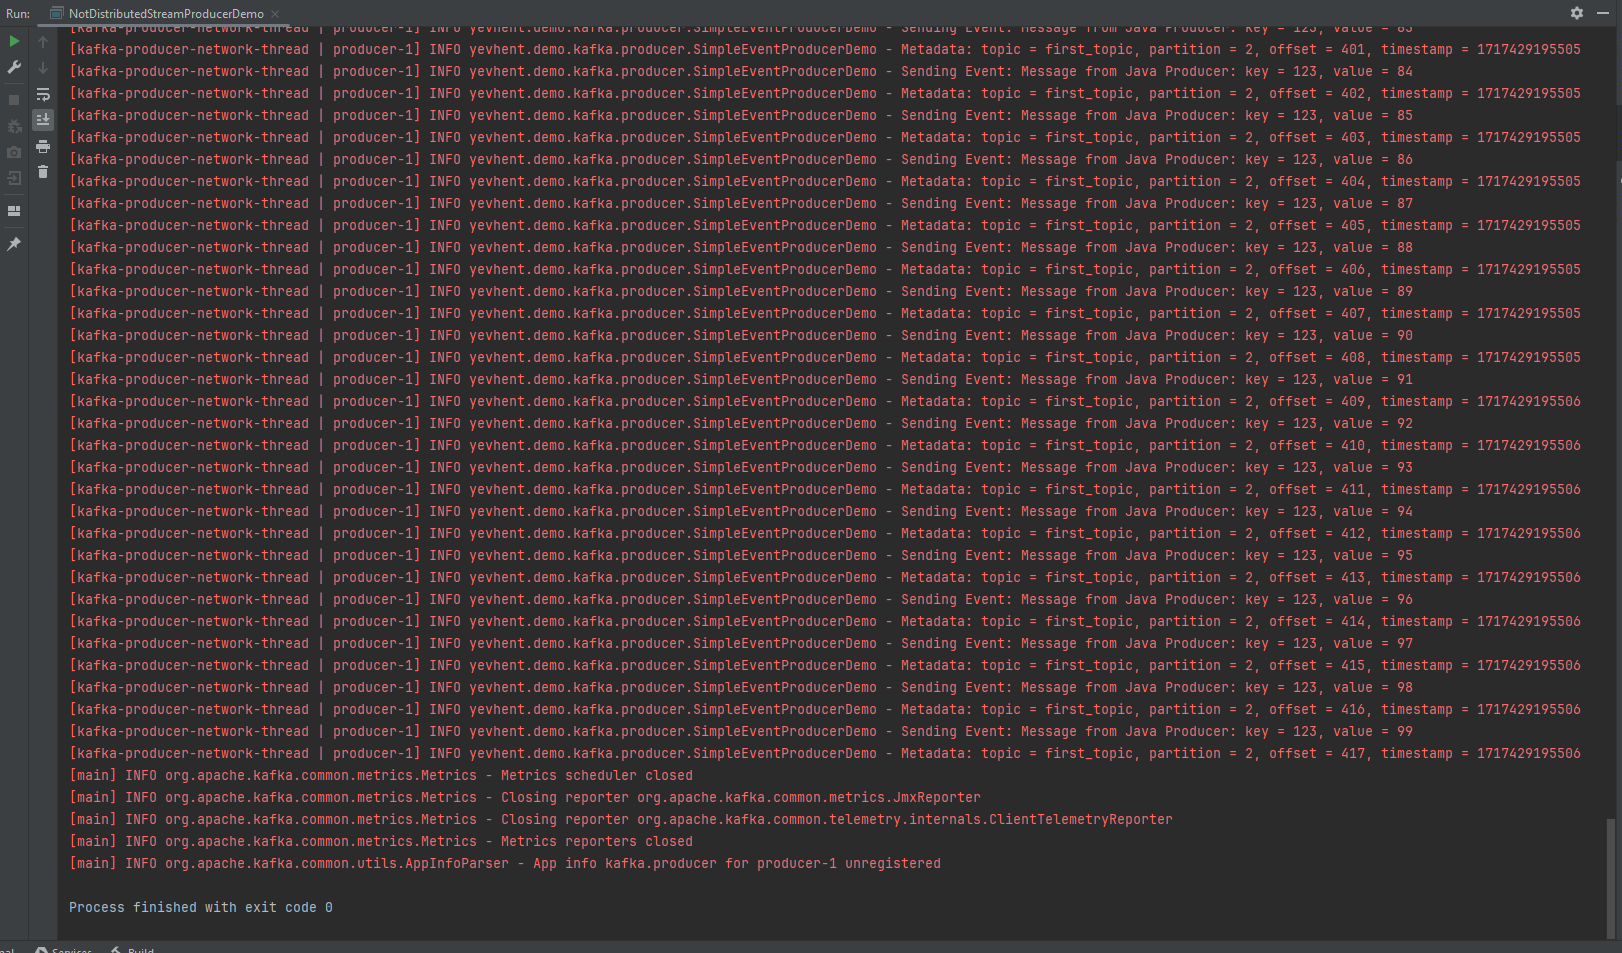 Run: NotDistributedStreamProducerDemo
[kafka-producer-network-thread | producer-1] INFO yevhent.demo.kafka.producer.SimpleEventProducerDemo - Sending Event: Message from Java Producer: key = 123, value = 83
[kafka-producer-network-thread | producer-1] INFO yevhent.demo.kafka.producer.SimpleEventProducerDemo - Metadata: topic = first_topic, partition = 2, offset = 401, timestamp = 1717429195505
[kafka-producer-network-thread | producer-1] INFO yevhent.demo.kafka.producer.SimpleEventProducerDemo - Sending Event: Message from Java Producer: key = 123, value = 84
[kafka-producer-network-thread | producer-1] INFO yevhent.demo.kafka.producer.SimpleEventProducerDemo - Metadata: topic = first_topic, partition = 2, offset = 402, timestamp = 1717429195505
[kafka-producer-network-thread | producer-1] INFO yevhent.demo.kafka.producer.SimpleEventProducerDemo - Sending Event: Message from Java Producer: key = 123, value = 85
[kafka-producer-network-thread | producer-1] INFO yevhent.demo.kafka.producer.SimpleEventProducerDemo - Metadata: topic = first_topic, partition = 2, offset = 403, timestamp = 1717429195505
[kafka-producer-network-thread | producer-1] INFO yevhent.demo.kafka.producer.SimpleEventProducerDemo - Sending Event: Message from Java Producer: key = 123, value = 86
[kafka-producer-network-thread | producer-1] INFO yevhent.demo.kafka.producer.SimpleEventProducerDemo - Metadata: topic = first_topic, partition = 2, offset = 404, timestamp = 1717429195505
[kafka-producer-network-thread | producer-1] INFO yevhent.demo.kafka.producer.SimpleEventProducerDemo - Sending Event: Message from Java Producer: key = 123, value = 87
[kafka-producer-network-thread | producer-1] INFO yevhent.demo.kafka.producer.SimpleEventProducerDemo - Metadata: topic = first_topic, partition = 2, offset = 405, timestamp = 1717429195505
[kafka-producer-network-thread | producer-1] INFO yevhent.demo.kafka.producer.SimpleEventProducerDemo - Sending Event: Message from Java Producer: key = 123, value = 88
[kafka-producer-network-thread | producer-1] INFO yevhent.demo.kafka.producer.SimpleEventProducerDemo - Metadata: topic = first_topic, partition = 2, offset = 406, timestamp = 1717429195505
[kafka-producer-network-thread | producer-1] INFO yevhent.demo.kafka.producer.SimpleEventProducerDemo - Sending Event: Message from Java Producer: key = 123, value = 89
[kafka-producer-network-thread | producer-1] INFO yevhent.demo.kafka.producer.SimpleEventProducerDemo - Metadata: topic = first_topic, partition = 2, offset = 407, timestamp = 1717429195505
[kafka-producer-network-thread | producer-1] INFO yevhent.demo.kafka.producer.SimpleEventProducerDemo - Sending Event: Message from Java Producer: key = 123, value = 90
[kafka-producer-network-thread | producer-1] INFO yevhent.demo.kafka.producer.SimpleEventProducerDemo - Metadata: topic = first_topic, partition = 2, offset = 408, timestamp = 1717429195505
[kafka-producer-network-thread | producer-1] INFO yevhent.demo.kafka.producer.SimpleEventProducerDemo - Sending Event: Message from Java Producer: key = 123, value = 91
[kafka-producer-network-thread | producer-1] INFO yevhent.demo.kafka.producer.SimpleEventProducerDemo - Metadata: topic = first_topic, partition = 2, offset = 409, timestamp = 1717429195506
[kafka-producer-network-thread | producer-1] INFO yevhent.demo.kafka.producer.SimpleEventProducerDemo - Sending Event: Message from Java Producer: key = 123, value = 92
[kafka-producer-network-thread | producer-1] INFO yevhent.demo.kafka.producer.SimpleEventProducerDemo - Metadata: topic = first_topic, partition = 2, offset = 410, timestamp = 1717429195506
[kafka-producer-network-thread | producer-1] INFO yevhent.demo.kafka.producer.SimpleEventProducerDemo - Sending Event: Message from Java Producer: key = 123, value = 93
[kafka-producer-network-thread | producer-1] INFO yevhent.demo.kafka.producer.SimpleEventProducerDemo - Metadata: topic = first_topic, partition = 2, offset = 411, timestamp = 1717429195506
[kafka-producer-network-thread | producer-1] INFO yevhent.demo.kafka.producer.SimpleEventProducerDemo - Sending Event: Message from Java Producer: key = 123, value = 94
[kafka-producer-network-thread | producer-1] INFO yevhent.demo.kafka.producer.SimpleEventProducerDemo - Metadata: topic = first_topic, partition = 2, offset = 412, timestamp = 1717429195506
[kafka-producer-network-thread | producer-1] INFO yevhent.demo.kafka.producer.SimpleEventProducerDemo - Sending Event: Message from Java Producer: key = 123, value = 95
[kafka-producer-network-thread | producer-1] INFO yevhent.demo.kafka.producer.SimpleEventProducerDemo - Metadata: topic = first_topic, partition = 2, offset = 413, timestamp = 1717429195506
[kafka-producer-network-thread | producer-1] INFO yevhent.demo.kafka.producer.SimpleEventProducerDemo - Sending Event: Message from Java Producer: key = 123, value = 96
[kafka-producer-network-thread | producer-1] INFO yevhent.demo.kafka.producer.SimpleEventProducerDemo - Metadata: topic = first_topic, partition = 2, offset = 414, timestamp = 1717429195506
[kafka-producer-network-thread | producer-1] INFO yevhent.demo.kafka.producer.SimpleEventProducerDemo - Sending Event: Message from Java Producer: key = 123, value = 97
[kafka-producer-network-thread | producer-1] INFO yevhent.demo.kafka.producer.SimpleEventProducerDemo - Metadata: topic = first_topic, partition = 2, offset = 415, timestamp = 1717429195506
[kafka-producer-network-thread | producer-1] INFO yevhent.demo.kafka.producer.SimpleEventProducerDemo - Sending Event: Message from Java Producer: key = 123, value = 98
[kafka-producer-network-thread | producer-1] INFO yevhent.demo.kafka.producer.SimpleEventProducerDemo - Metadata: topic = first_topic, partition = 2, offset = 416, timestamp = 1717429195506
[kafka-producer-network-thread | producer-1] INFO yevhent.demo.kafka.producer.SimpleEventProducerDemo - Sending Event: Message from Java Producer: key = 123, value = 99
[kafka-producer-network-thread | producer-1] INFO yevhent.demo.kafka.producer.SimpleEventProducerDemo - Metadata: topic = first_topic, partition = 2, offset = 417, timestamp = 1717429195506
[main] INFO org.apache.kafka.common.metrics.Metrics - Metrics scheduler closed
[main] INFO org.apache.kafka.common.metrics.Metrics - Closing reporter org.apache.kafka.common.metrics.JmxReporter
[main] INFO org.apache.kafka.common.metrics.Metrics - Closing reporter org.apache.kafka.common.telemetry.internals.ClientTelemetryReporter
[main] INFO org.apache.kafka.common.metrics.Metrics - Metrics reporters closed
[main] INFO org.apache.kafka.common.utils.AppInfoParser - App info kafka.producer for producer-1 unregistered
Process finished with exit code 0
Services Build